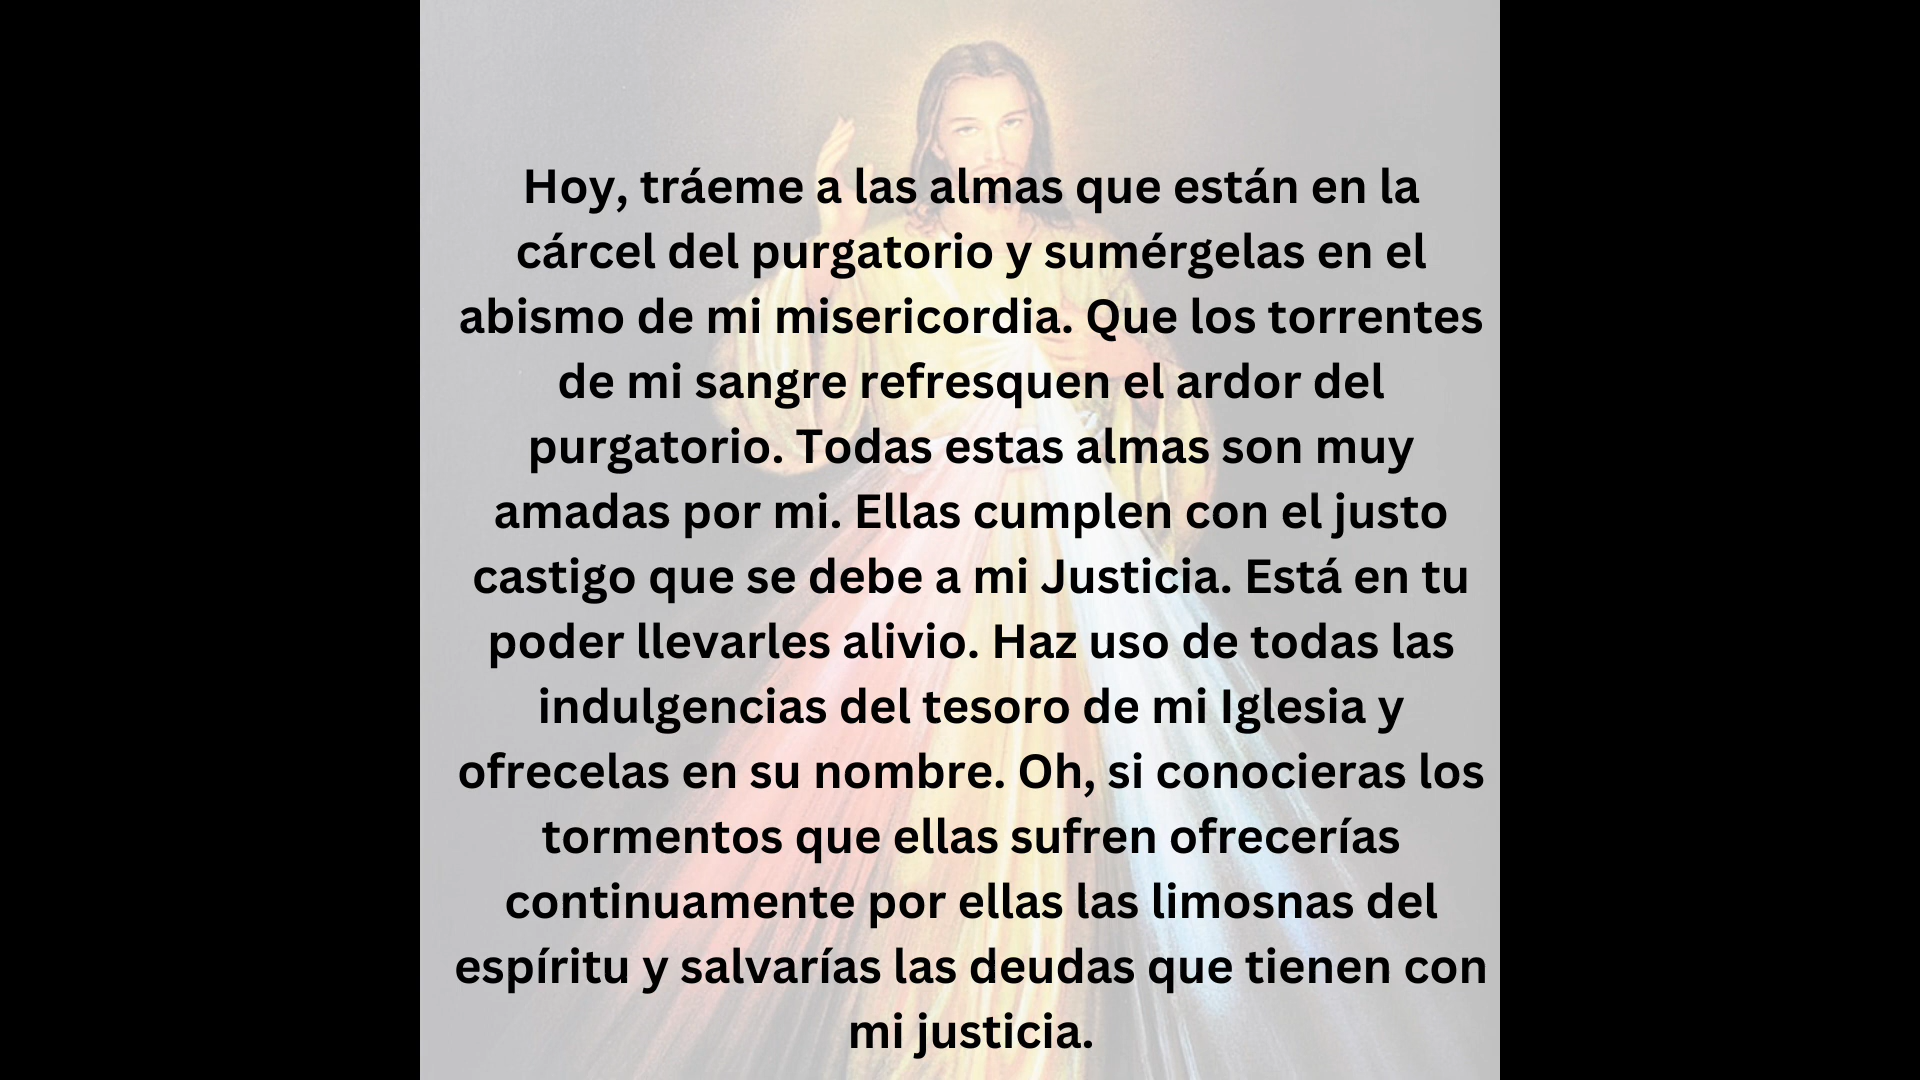 Hoy, tráeme a las almas que están en la
cárcel del purgatorio y sumérgelas en el
abismo de mi misericordia. Que los torrentes
de mi sangre refresquen el ardor del
purgatorio. Todas estas almas son muy
amadas por mi. Ellas cumplen con el justo
castigo que se debe a mi Justicia. Está en tu
poder llevarles alivio. Haz uso de todas las
indulgencias del tesoro de mi Iglesia y
ofrecelas en su nombre. Oh, si conocieras los
tormentos que ellas sufren ofrecerías
continuamente por ellas las limosnas del
espíritu y salvarías las deudas que tienen con
mi justicia.